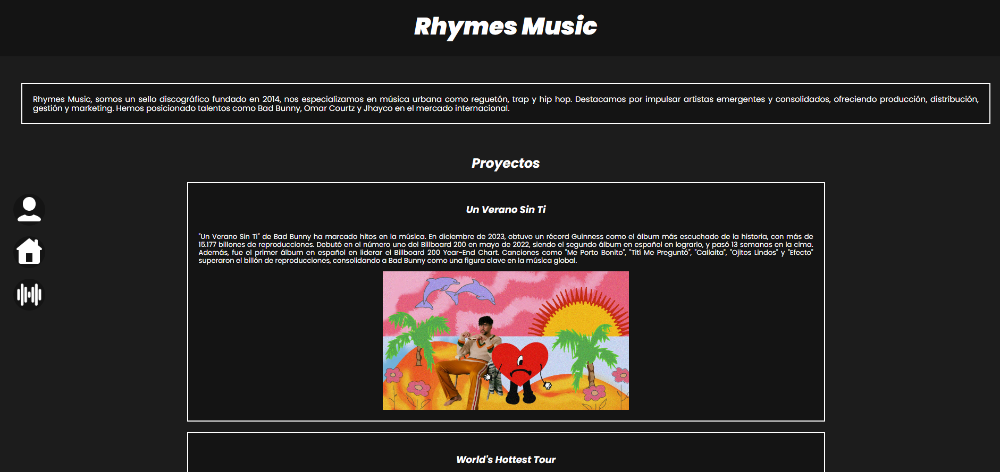 Rhymes Music
Rhymes Music, somos un sello discográfico fundado en 2014, nos especializamos en música urbana como reguetón, trap y hip hop. Destacamos por impulsar artistas emergentes y consolidados, ofreciendo producción, distribución,
gestión y marketing. Hemos posicionado talentos como Bad Bunny, Omar Courtz y Jhayco en el mercado internacional.
Proyectos
Un Verano Sin Ti
"Un Verano Sin Ti" de Bad Bunny ha marcado hitos en la música. En diciembre de 2023, obtuvo un récord Guinness como el álbum más escuchado de la historia, con más de
15.177 billones de reproducciones. Debutó en el número uno del Billboard 200 en mayo de 2022, siendo el segundo álbum en español en lograrlo, y pasó 13 semanas en la cima.
Además, fue el primer álbum en español en liderar el Billboard 200 Year-End Chart. Canciones como "Me Porto Bonito", "Tití Me Preguntó", "Callaita", "Ojitos Lindos" y "Efecto"
superaron el billón de reproducciones, consolidando a Bad Bunny como una figura clave en la música global.
World's Hottest Tour